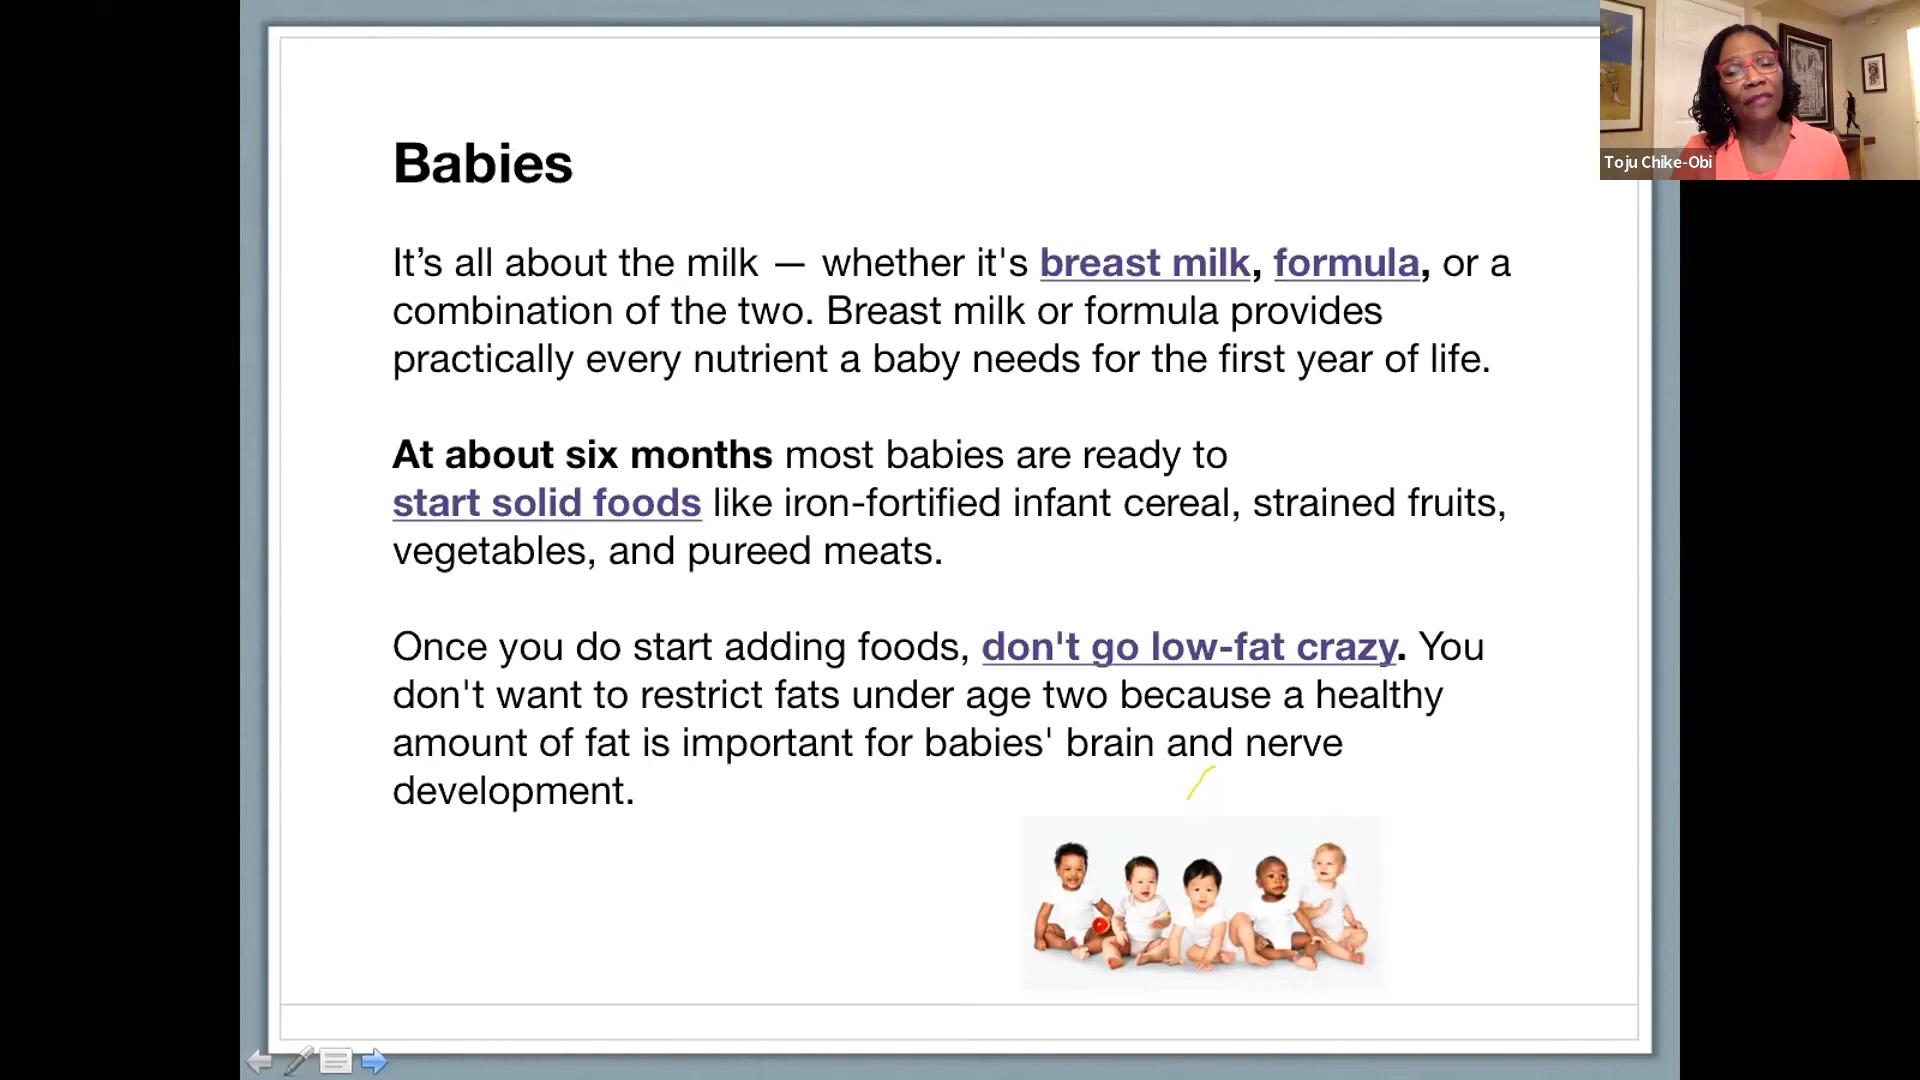 Babies
It’s all about the milk — whether it's breast milk, formula, or a
combination of the two. Breast milk or formula provides
practically every nutrient a baby needs for the first year of life.
At about six months most babies are ready to
start solid foods like iron-fortified infant cereal, strained fruits,
vegetables, and pureed meats.
Once you do start adding foods, don't go low-fat crazy. You
don't want to restrict fats under age two because a healthy
amount of fat is important for babies' brain and nerve
development.
Toju Chike-Obi